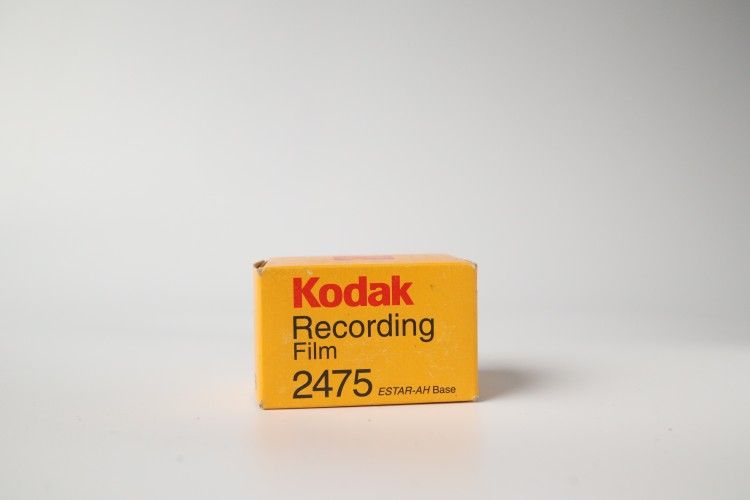 Kodak
Recording
Film
2475 ESTAR-AH Base